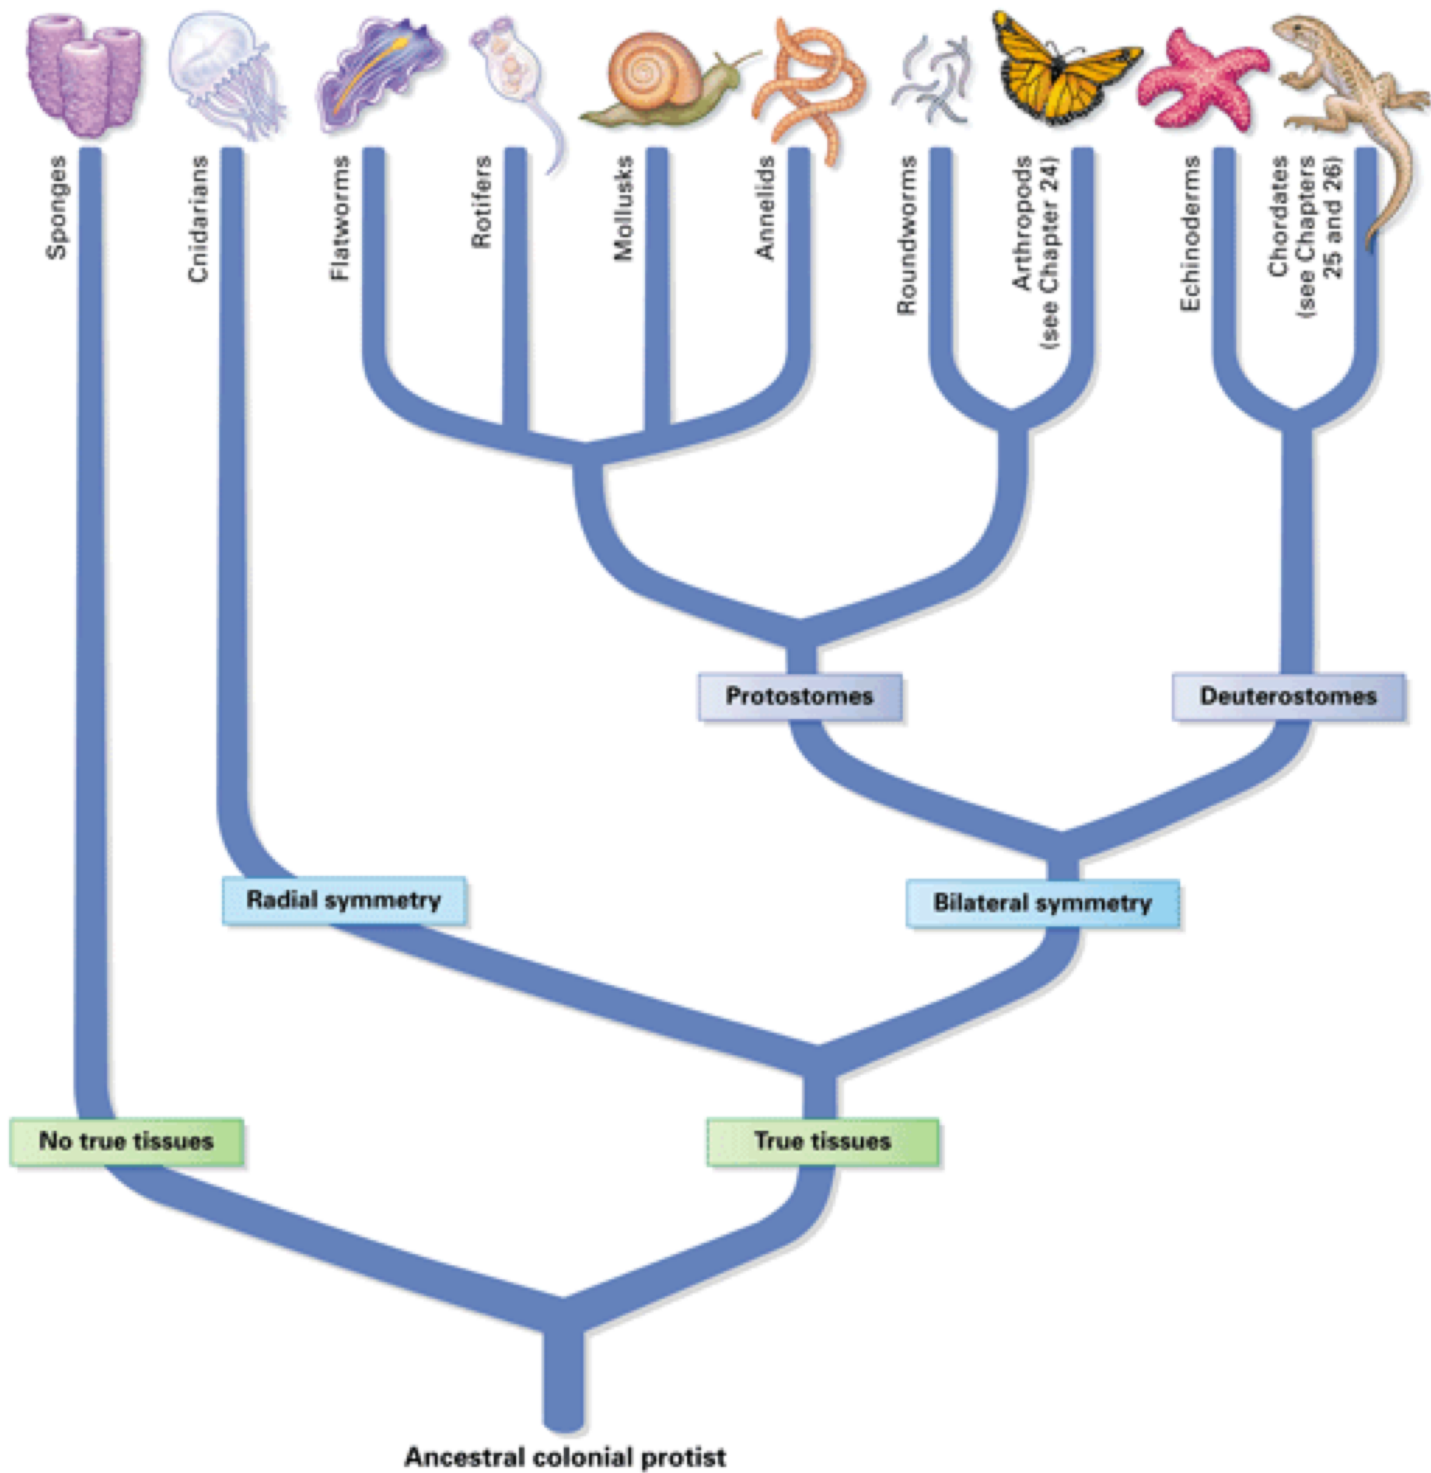 Sponges
Cnidarians
Flatworms
Rotifers
Mollusks
Annelids
Roundworms
Arthropods
(see Chapter 24)
Echinoderms
Chordates
(see Chapters
25 and 26)
Protostomes
Deuterostomes
Radial symmetry
Bilateral symmetry
No true tissues
True tissues
Ancestral colonial protist